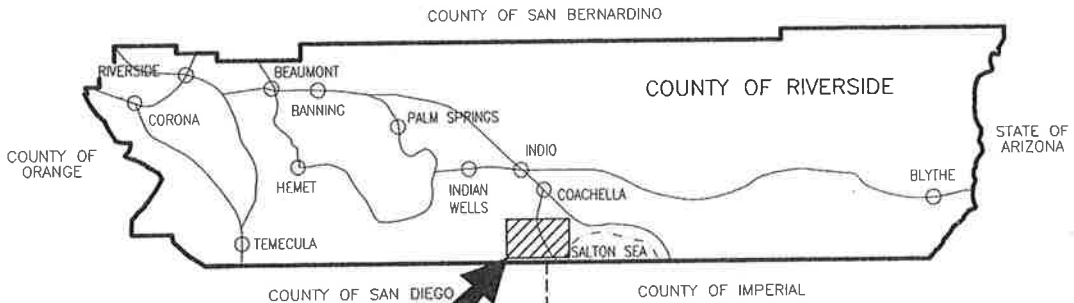 COUNTY OF SAN BERNARDINO
RIVERSIDE
BEAUMONT
COUNTY OF RIVERSIDE
BANNING
CORONA
PALM SPRINGS
STATE OF
ARIZONA
COUNTY OF
ORANGE
INDIO
HEMET
INDIAN
WELLS
COACHELLA
BLYTHE
TEMECULA
SALTON SEA
COUNTY OF SAN DIEGO
COUNTY OF IMPERIAL